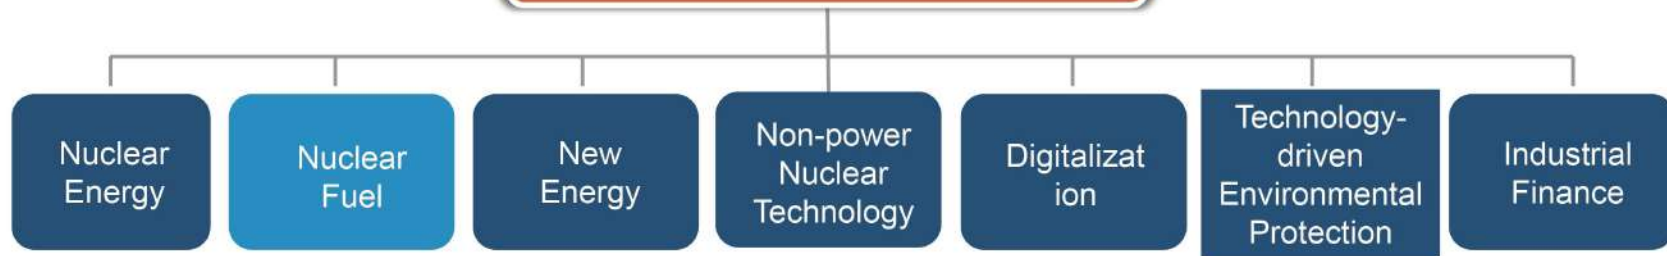 Nuclear
Energy
Nuclear
Fuel
New
Energy
Non-power
Nuclear
Technology
Digitalizat
ion
Technology-
driven
Environmental
Protection
Industrial
Finance